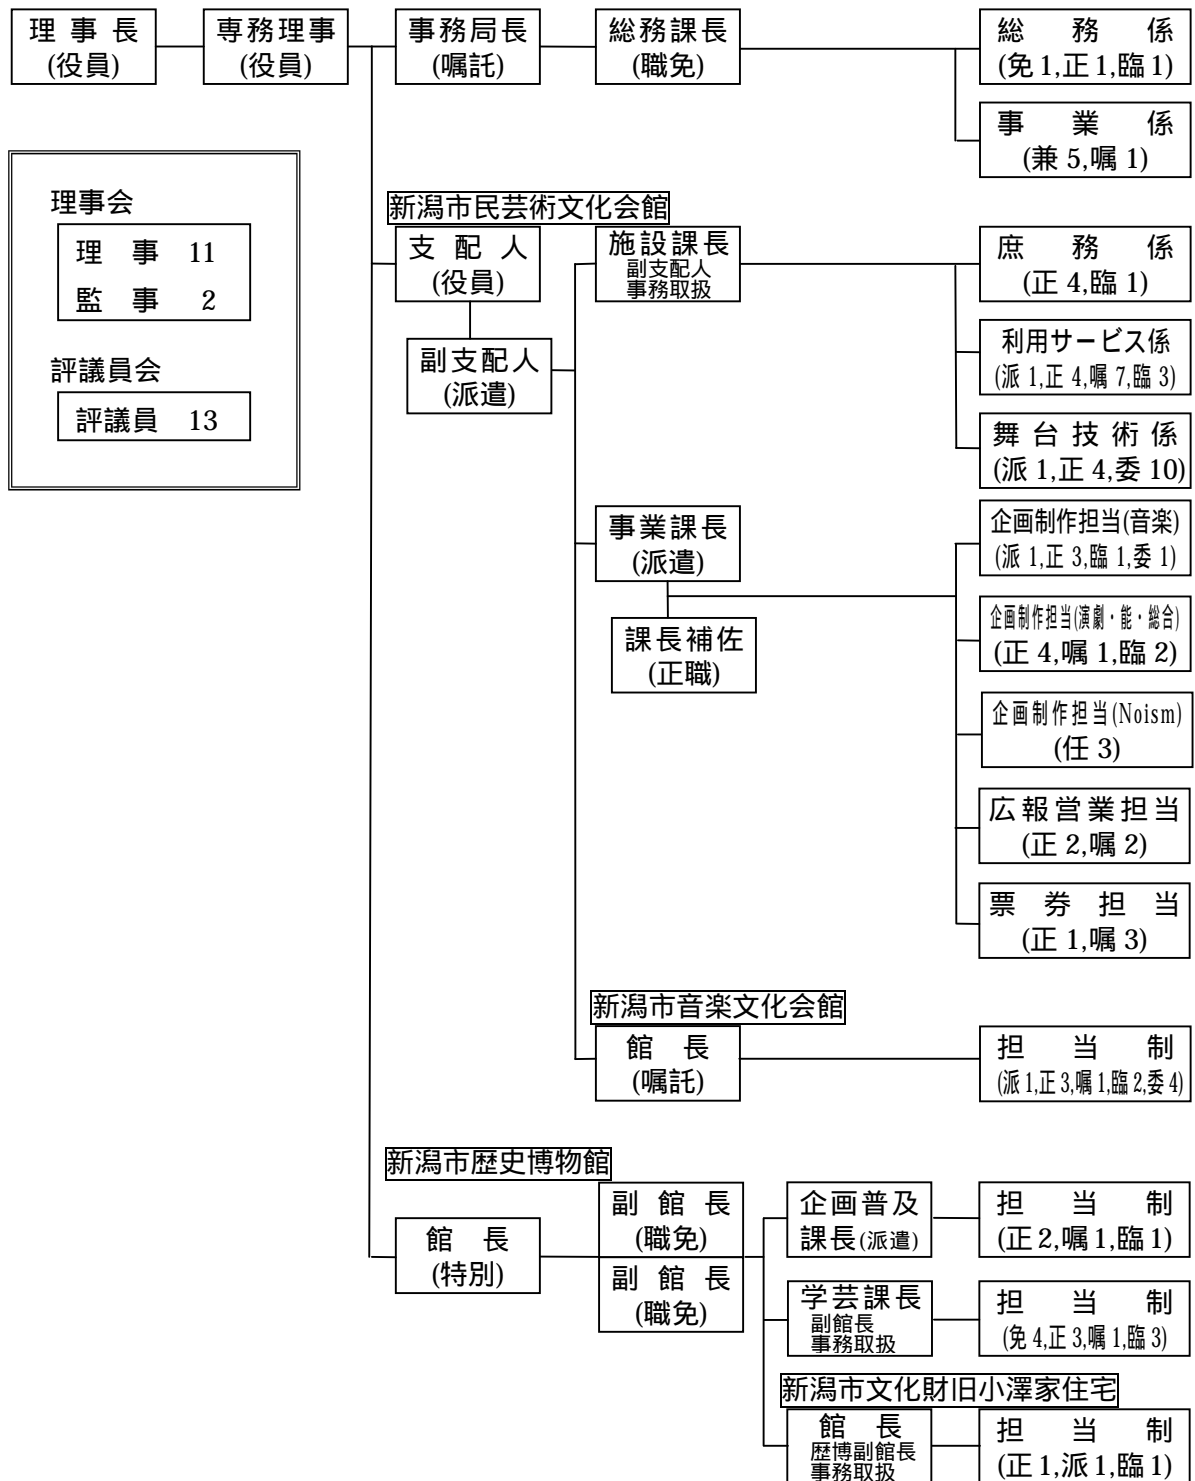 理事長
(役員)
専務理事
(役員)
事務局長
(嘱託)
総務課長
(職免)
総務係
(免 1,正 1,臨 1)
事業係
(兼 5,嘱 1)
理事会
理事 11
監事 2
評議員会
評議員 13
新潟市民芸術文化会館
支配人
(役員)
副支配人
(派遣)
施設課長
副支配人
事務取扱
庶務係
(正 4,臨 1)
利用サービス係
(派 1,正 4,嘱 7,臨 3)
舞台技術係
(派 1,正 4,委 10)
事業課長
(派遣)
課長補佐
(正職)
企画制作担当(音楽)
(派 1,正 3,臨 1,委 1)
企画制作担当(演劇・能・総合)
(正 4,嘱 1,臨 2)
企画制作担当(Noism)
(任 3)
広報営業担当
(正 2,嘱 2)
票券担当
(正 1,嘱 3)
新潟市音楽文化会館
館長
(嘱託)
担当制
(派 1,正 3,嘱 1,臨 2,委 4)
新潟市歴史博物館
館長
(特別)
副館長
(職免)
副館長
(職免)
企画普及
課長(派遣)
担当制
(正 2,嘱 1,臨 1)
学芸課長
副館長
事務取扱
担当制
(免 4,正 3,嘱 1,臨 3)
新潟市文化財旧小澤家住宅
館長
歴博副館長
事務取扱
担当制
(正 1,派 1,臨 1)